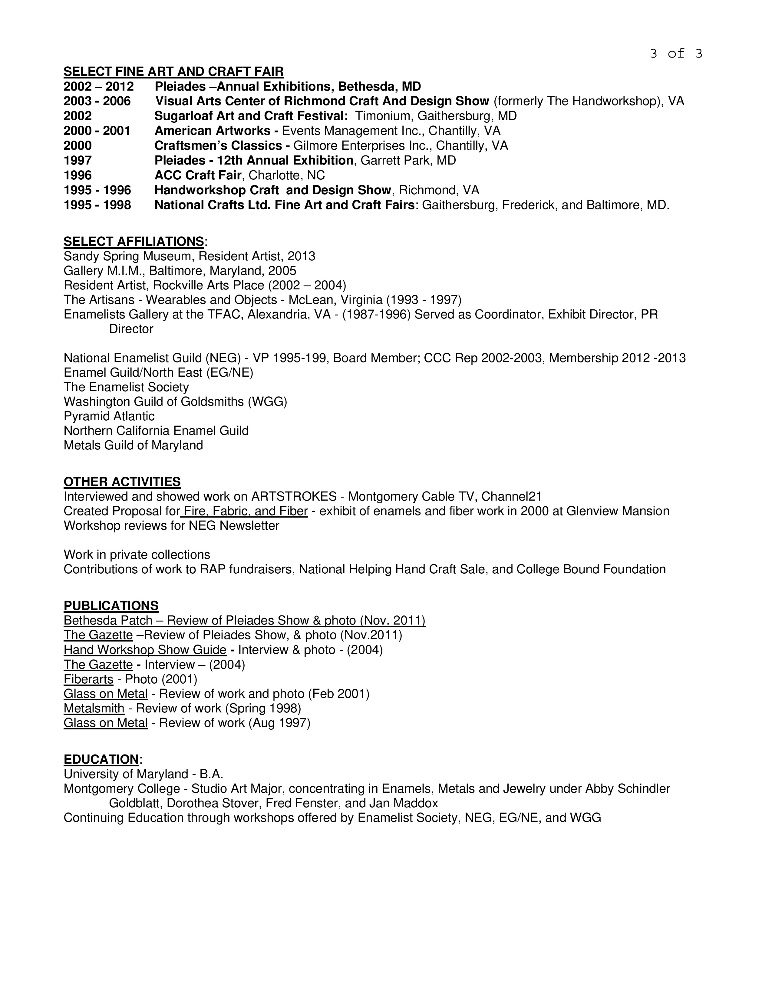 3 of 3
SELECT FINE ART AND CRAFT FAIR
2002 – 2012 Pleiades –Annual Exhibitions, Bethesda, MD
2003 - 2006 Visual Arts Center of Richmond Craft And Design Show (formerly The Handworkshop), VA
2002 Sugarloaf Art and Craft Festival: Timonium, Gaithersburg, MD
2000 - 2001 American Artworks - Events Management Inc., Chantilly, VA
2000 Craftsmen's Classics - Gilmore Enterprises Inc., Chantilly, VA
1997 Pleiades - 12th Annual Exhibition, Garrett Park, MD
1996 ACC Craft Fair, Charlotte, NC
1995 - 1996 Handworkshop Craft and Design Show, Richmond, VA
1995 - 1998 National Crafts Ltd. Fine Art and Craft Fairs: Gaithersburg, Frederick, and Baltimore, MD.
SELECT AFFILIATIONS:
Sandy Spring Museum, Resident Artist, 2013
Gallery M.I.M., Baltimore, Maryland, 2005
Resident Artist, Rockville Arts Place (2002 – 2004)
The Artisans - Wearables and Objects - McLean, Virginia (1993 - 1997)
Enamelists Gallery at the TFAC, Alexandria, VA - (1987-1996) Served as Coordinator, Exhibit Director, PR
Director
National Enamelist Guild (NEG) - VP 1995-199, Board Member; CCC Rep 2002-2003, Membership 2012 -2013
Enamel Guild/North East (EG/NE)
The Enamelist Society
Washington Guild of Goldsmiths (WGG)
Pyramid Atlantic
Northern California Enamel Guild
Metals Guild of Maryland
OTHER ACTIVITIES
Interviewed and showed work on ARTSTROKES - Montgomery Cable TV, Channel21
Created Proposal for Fire, Fabric, and Fiber - exhibit of enamels and fiber work in 2000 at Glenview Mansion
Workshop reviews for NEG Newsletter
Work in private collections
Contributions of work to RAP fundraisers, National Helping Hand Craft Sale, and College Bound Foundation
PUBLICATIONS
Bethesda Patch – Review of Pleiades Show & photo (Nov. 2011)
The Gazette –Review of Pleiades Show, & photo (Nov.2011)
Hand Workshop Show Guide - Interview & photo - (2004)
The Gazette - Interview – (2004)
Fiberarts - Photo (2001)
Glass on Metal - Review of work and photo (Feb 2001)
Metalsmith - Review of work (Spring 1998)
Glass on Metal - Review of work (Aug 1997)
EDUCATION:
University of Maryland - B.A.
Montgomery College - Studio Art Major, concentrating in Enamels, Metals and Jewelry under Abby Schindler
Goldblatt, Dorothea Stover, Fred Fenster, and Jan Maddox
Continuing Education through workshops offered by Enamelist Society, NEG, EG/NE, and WGG